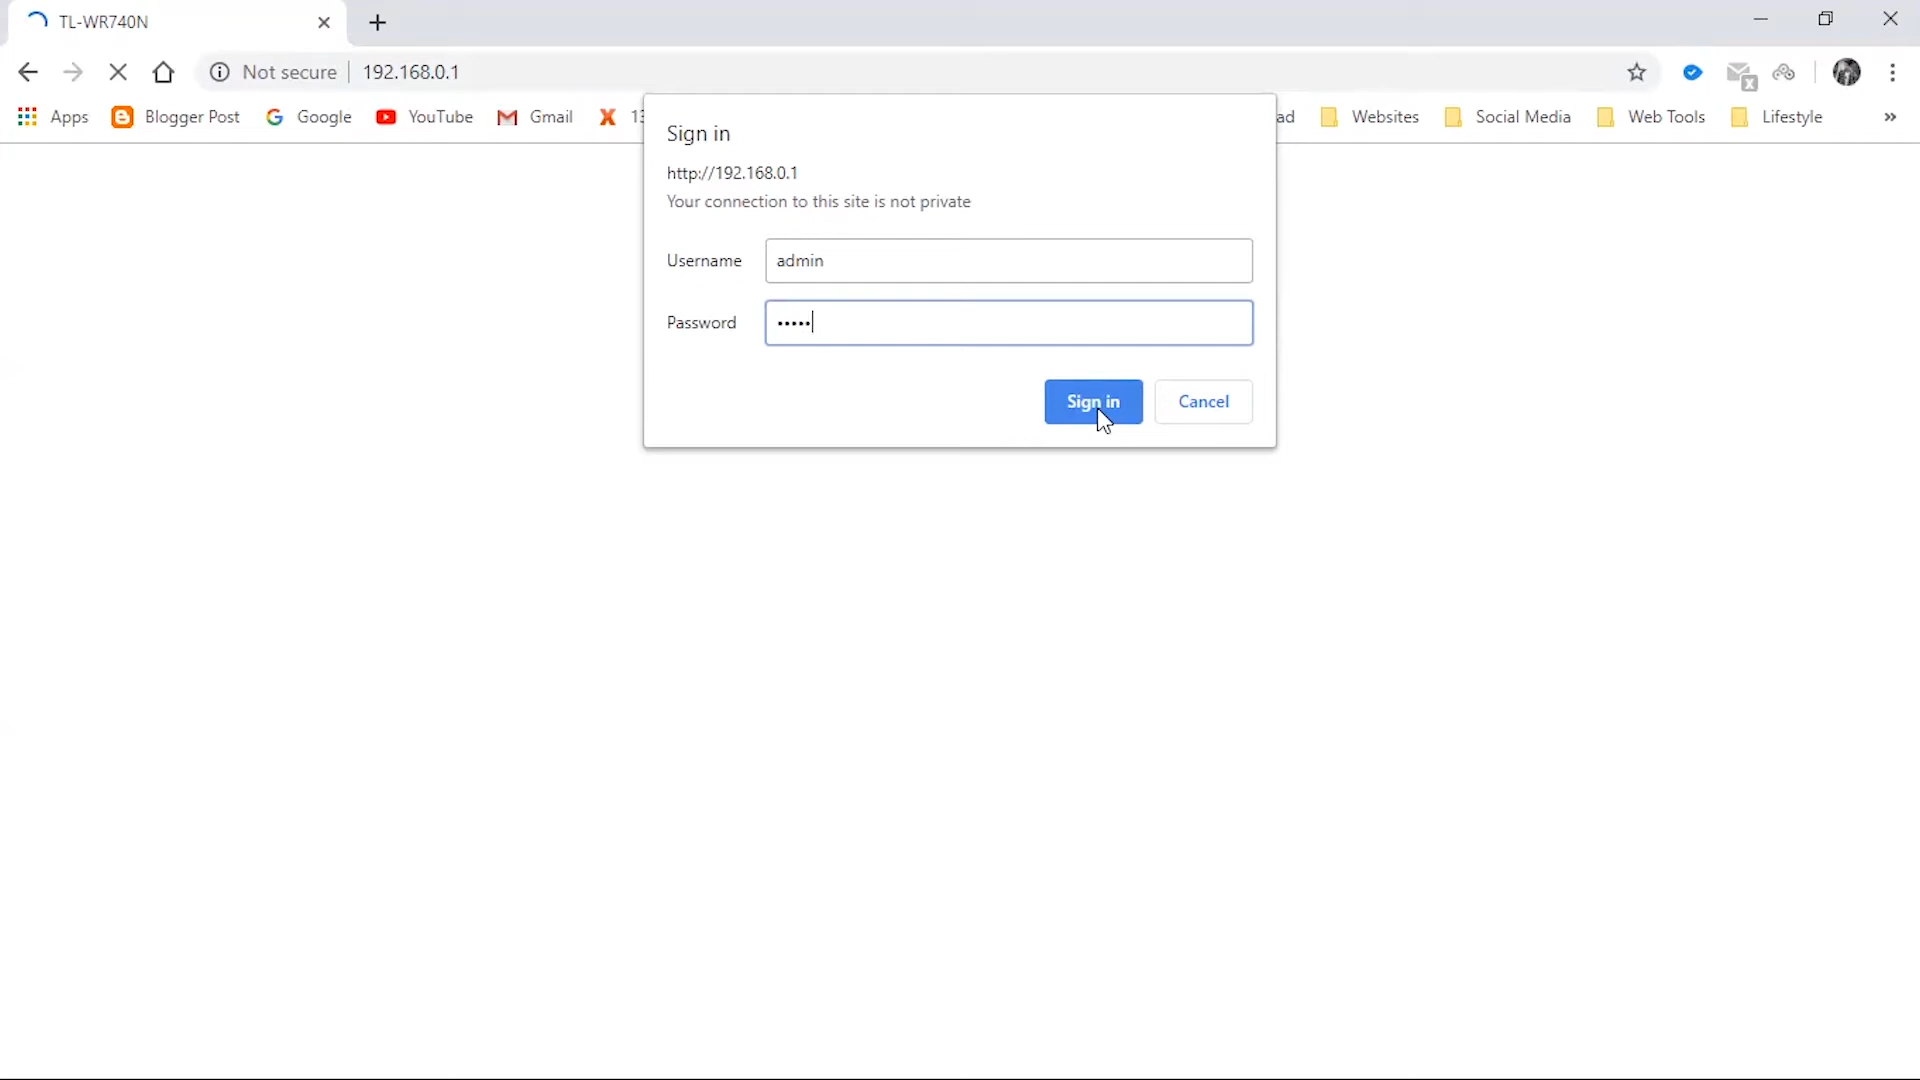 TL-WR740N
Not secure 192.168.0.1
Apps Blogger Post Google YouTube Gmail 13 ad Websites Social Media Web Tools Lifestyle »
Sign in
http://192.168.0.1
Your connection to this site is not private
Username admin
Password •••••
Sign in Cancel